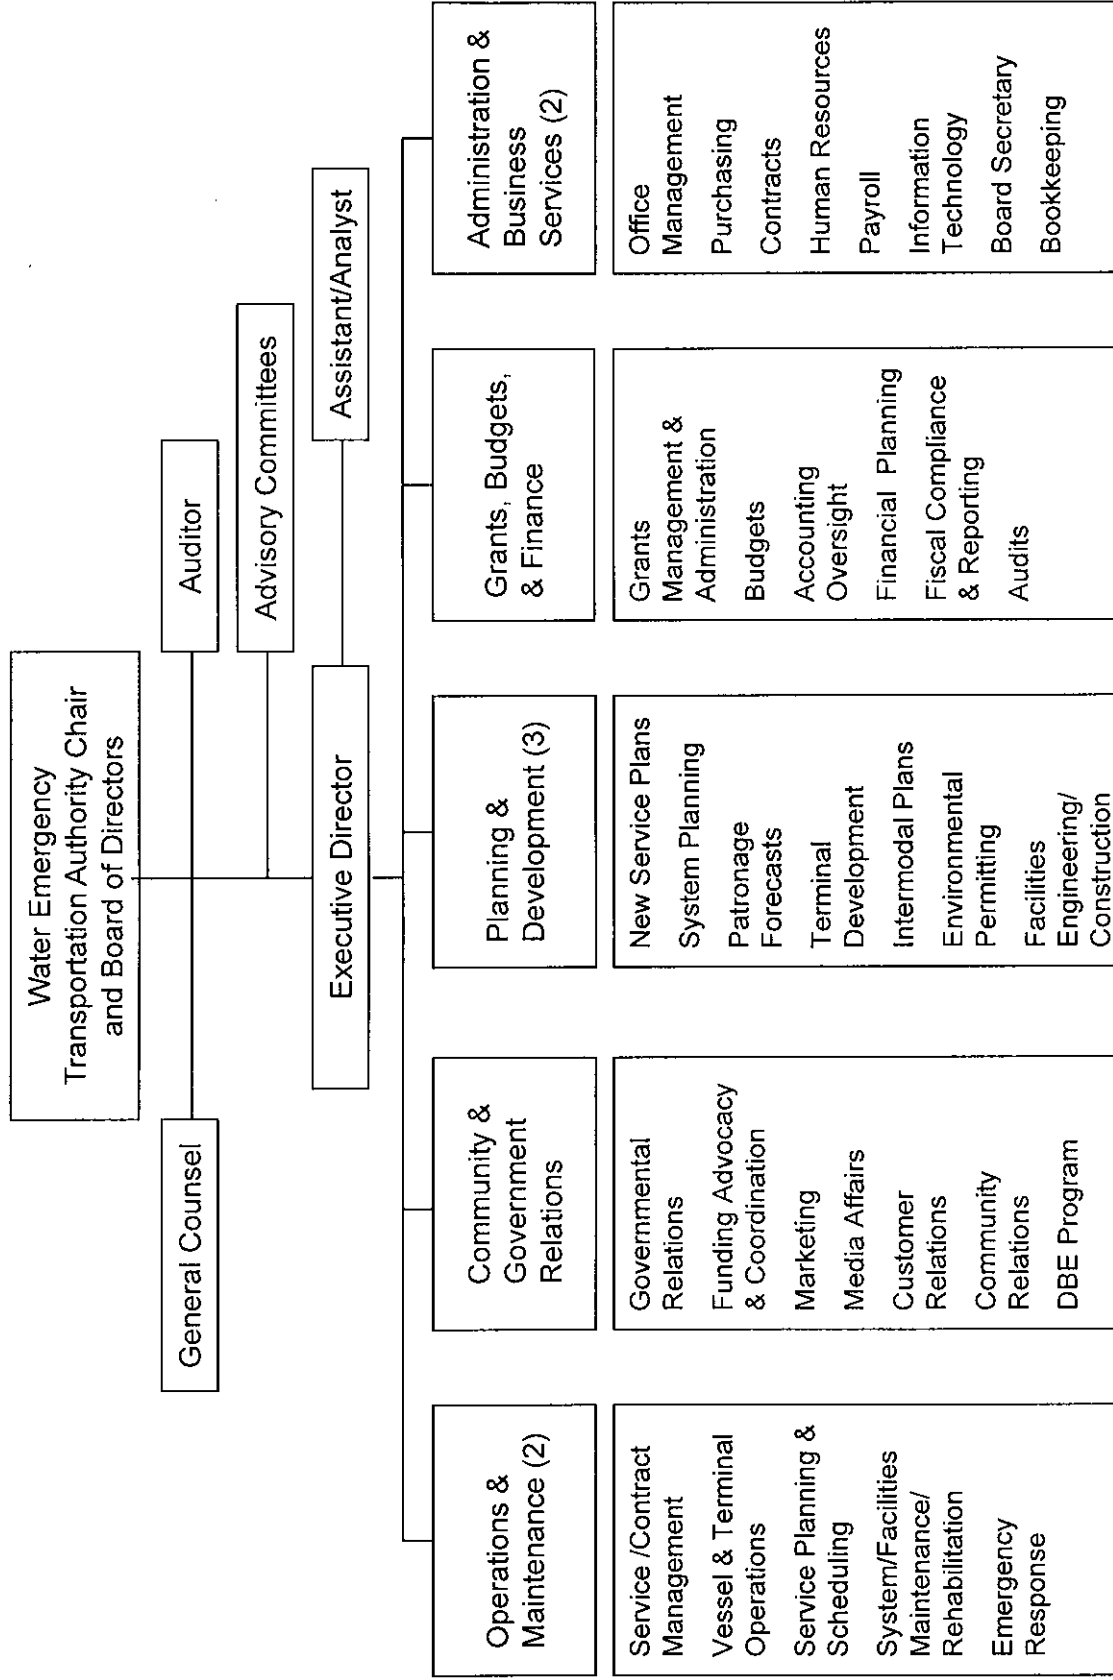 Water Emergency
Transportation Authority Chair
and Board of Directors
General Counsel
Auditor
Advisory Committees
Executive Director
Assistant/Analyst
Operations &
Maintenance (2)
Service /Contract
Management
Vessel & Terminal
Operations
Service Planning &
Scheduling
System/Facilities
Maintenance/
Rehabilitation
Emergency
Response
Community &
Government
Relations
Governmental
Relations
Funding Advocacy
& Coordination
Marketing
Media Affairs
Customer
Relations
Community
Relations
DBE Program
Planning &
Development (3)
New Service Plans
System Planning
Patronage
Forecasts
Terminal
Development
Intermodal Plans
Environmental
Permitting
Facilities
Engineering/
Construction
Grants, Budgets,
& Finance
Grants
Management &
Administration
Budgets
Accounting
Oversight
Financial Planning
Fiscal Compliance
& Reporting
Audits
Administration &
Business
Services (2)
Office
Management
Purchasing
Contracts
Human Resources
Payroll
Information
Technology
Board Secretary
Bookkeeping